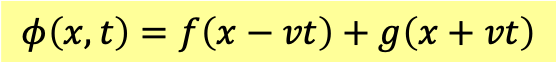 ϕ(x, t) = f(x − vt) + g(x + vt)